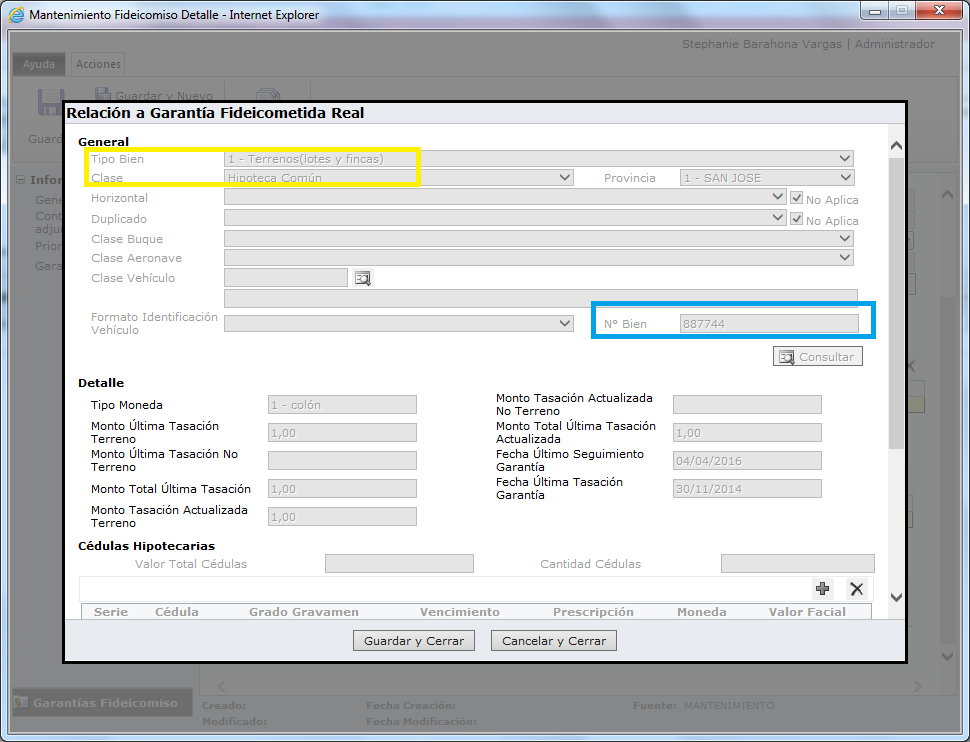 Mantenimiento Fideicomiso Detalle - Internet Explorer
Stephanie Barahona Vargas | Administrador
Ayuda Acciones
Guardar y Nuevo
Relación a Garantía Fideicometida Real
General
Tipo Bien 1 - Terrenos(lotes y fincas)
Clase Hipoteca Común Provincia 1 - SAN JOSE
Horizontal No Aplica
Duplicado No Aplica
Clase Buque
Clase Aeronave
Clase Vehículo
Formato Identificación
Vehículo
N° Bien 887744
Consultar
Detalle
Tipo Moneda 1 - colón
Monto Tasación Actualizada
No Terreno
Monto Última Tasación
Terreno 1,00
Monto Total Última Tasación
Actualizada 1,00
Monto Última Tasación No
Terreno
Fecha Último Seguimiento
Garantía 04/04/2016
Monto Total Última Tasación 1,00
Fecha Última Tasación
Garantía 30/11/2014
Monto Tasación Actualizada
Terreno 1,00
Cédulas Hipotecarias
Valor Total Cédulas Cantidad Cédulas
Serie Cédula Grado Gravamen Vencimiento Prescripción Moneda Valor Facial
Guardar y Cerrar Cancelar y Cerrar
Garantías Fideicomiso
Creado: Fecha Creación: Fuente: MANTENIMIENTO
Modificado: Fecha Modificación: